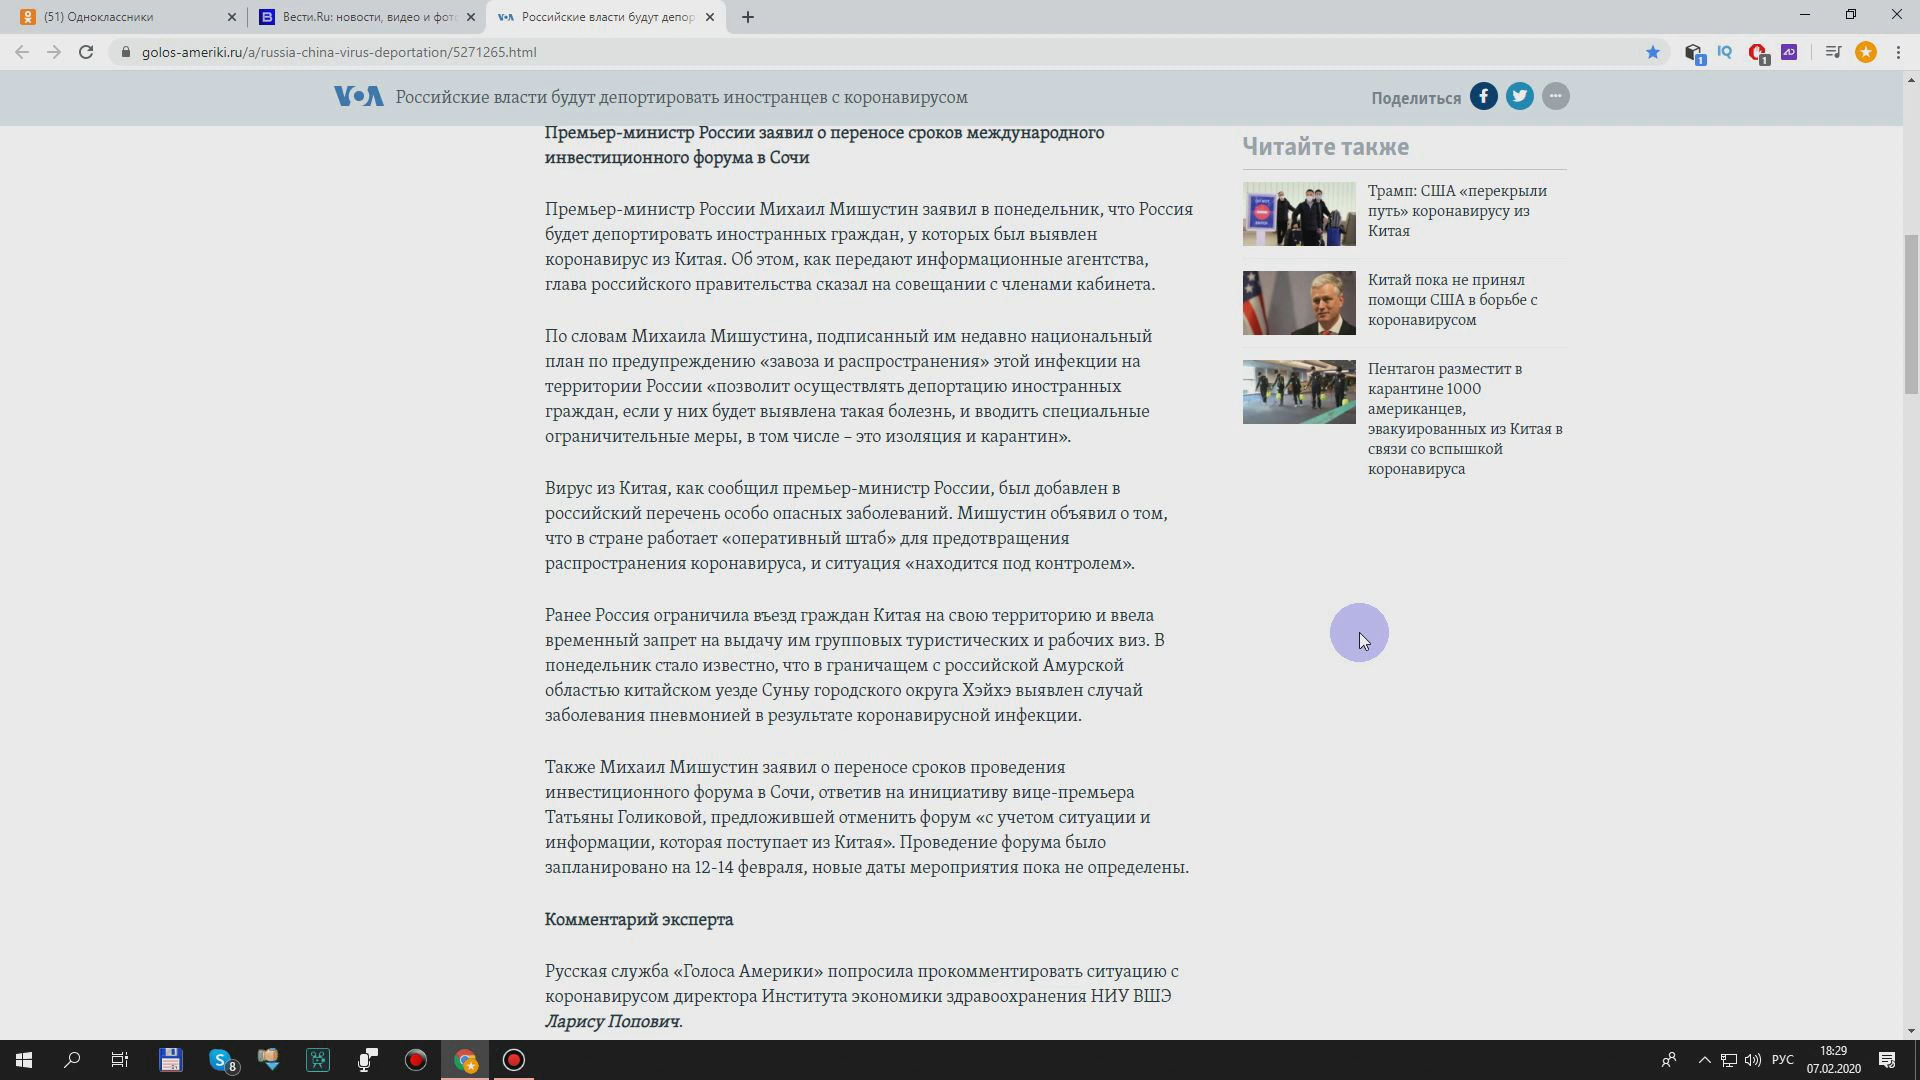 (51) Одноклассники
Вести.Ru: новости, видео и фото
Российские власти будут депор
golos-ameriki.ru/a/russia-china-virus-deportation/5271265.html
VOA Российские власти будут депортировать иностранцев с коронавирусом
Поделиться
Премьер-министр России заявил о переносе сроков международного
инвестиционного форума в Сочи
Премьер-министр России Михаил Мишустин заявил в понедельник, что Россия
будет депортировать иностранных граждан, у которых был выявлен
коронавирус из Китая. Об этом, как передают информационные агентства,
глава российского правительства сказал на совещании с членами кабинета.
По словам Михаила Мишустина, подписанный им недавно национальный
план по предупреждению «завоза и распространения» этой инфекции на
территории России «позволит осуществлять депортацию иностранных
граждан, если у них будет выявлена такая болезнь, и вводить специальные
ограничительные меры, в том числе – это изоляция и карантин».
Вирус из Китая, как сообщил премьер-министр России, был добавлен в
российский перечень особо опасных заболеваний. Мишустин объявил о том,
что в стране работает «оперативный штаб» для предотвращения
распространения коронавируса, и ситуация «находится под контролем».
Ранее Россия ограничила въезд граждан Китая на свою территорию и ввела
временный запрет на выдачу им групповых туристических и рабочих виз. В
понедельник стало известно, что в граничащем с российской Амурской
областью китайском уезде Суньу городского округа Хэйхэ выявлен случай
заболевания пневмонией в результате коронавирусной инфекции.
Также Михаил Мишустин заявил о переносе сроков проведения
инвестиционного форума в Сочи, ответив на инициативу вице-премьера
Татьяны Голиковой, предложившей отменить форум «с учетом ситуации и
информации, которая поступает из Китая». Проведение форума было
запланировано на 12-14 февраля, новые даты мероприятия пока не определены.
Комментарий эксперта
Русская служба «Голоса Америки» попросила прокомментировать ситуацию с
коронавирусом директора Института экономики здравоохранения НИУ ВШЭ
Ларису Попович.
Читайте также
Трамп: США «перекрыли
путь» коронавирусу из
Китая
Китай пока не принял
помощи США в борьбе с
коронавирусом
Пентагон разместит в
карантине 1000
американцев,
эвакуированных из Китая в
связи со вспышкой
коронавируса
РУС
18:29
07.02.2020